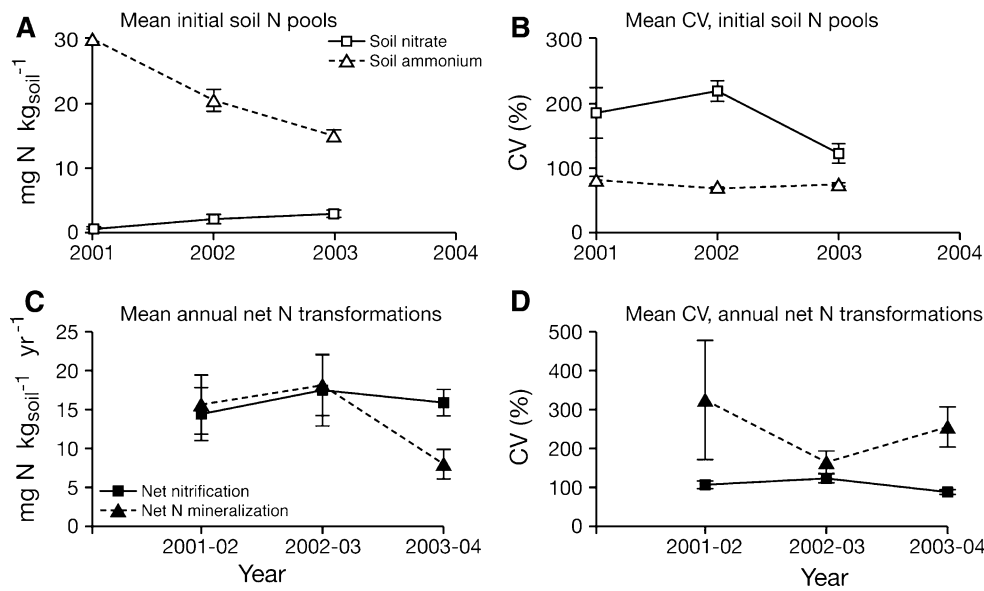 A
Mean initial soil N pools
30
20
10
0
mg N kgsoil-1
Soil nitrate
Soil ammonium
2001 2002 2003 2004
B
Mean CV, initial soil N pools
300
200
100
0
CV (%)
2001 2002 2003 2004
C
Mean annual net N transformations
25
20
15
10
5
0
mg N kgsoil-1 yr-1
Net nitrification
Net N mineralization
2001-02 2002-03 2003-04
Year
D
Mean CV, annual net N transformations
500
400
300
200
100
0
CV (%)
2001-02 2002-03 2003-04
Year